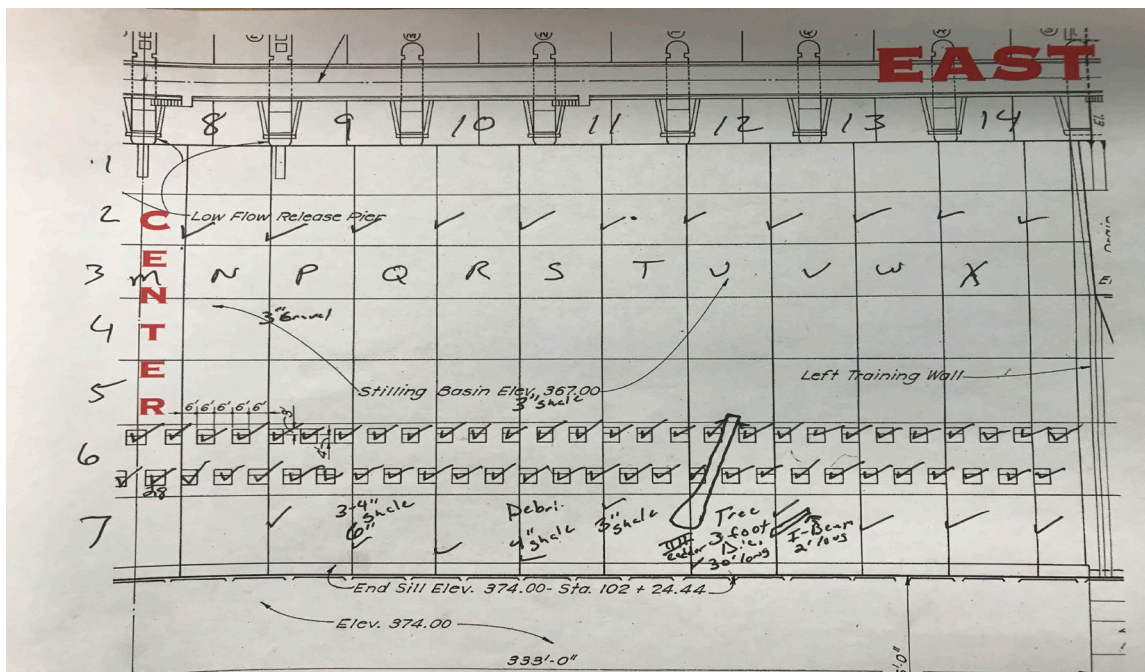 EAST
8 9 10 11 12 13 14
1
2
Low Flow Release Pier
CENTER
3 M N P Q R S T U V W X
4
3" Gravel
5
Stilling Basin Elev. 367.00
3" shale
Left Training Wall
6' 6' 6' 6' 6'
3'
4'
6
28
7
3-4" shale
6"
Debri.
4" shale
3" shale
Tree
3 foot
Dia.
30' long
I-Beam
2' long
End Sill Elev. 374.00 - Sta. 102 + 24.44
Elev. 374.00
333'-0"